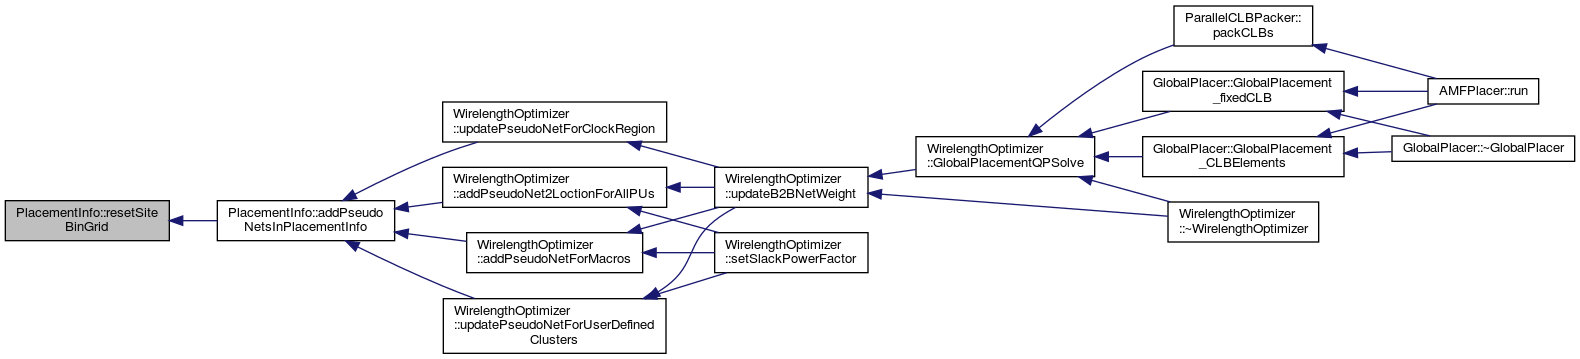 PlacementInfo::resetSite
BinGrid
PlacementInfo::addPseudo
NetsInPlacementInfo
WirelengthOptimizer
::updatePseudoNetForClockRegion
WirelengthOptimizer
::addPseudoNet2LoctionForAllPUs
WirelengthOptimizer
::addPseudoNetForMacros
WirelengthOptimizer
::updatePseudoNetForUserDefined
Clusters
WirelengthOptimizer
::updateB2BNetWeight
WirelengthOptimizer
::setSlackPowerFactor
WirelengthOptimizer
::GlobalPlacementQPSolve
ParallelCLBPacker::
packCLBs
GlobalPlacer::GlobalPlacement
_fixedCLB
GlobalPlacer::GlobalPlacement
_CLBElements
WirelengthOptimizer
::~WirelengthOptimizer
AMFPlacer::run
GlobalPlacer::~GlobalPlacer